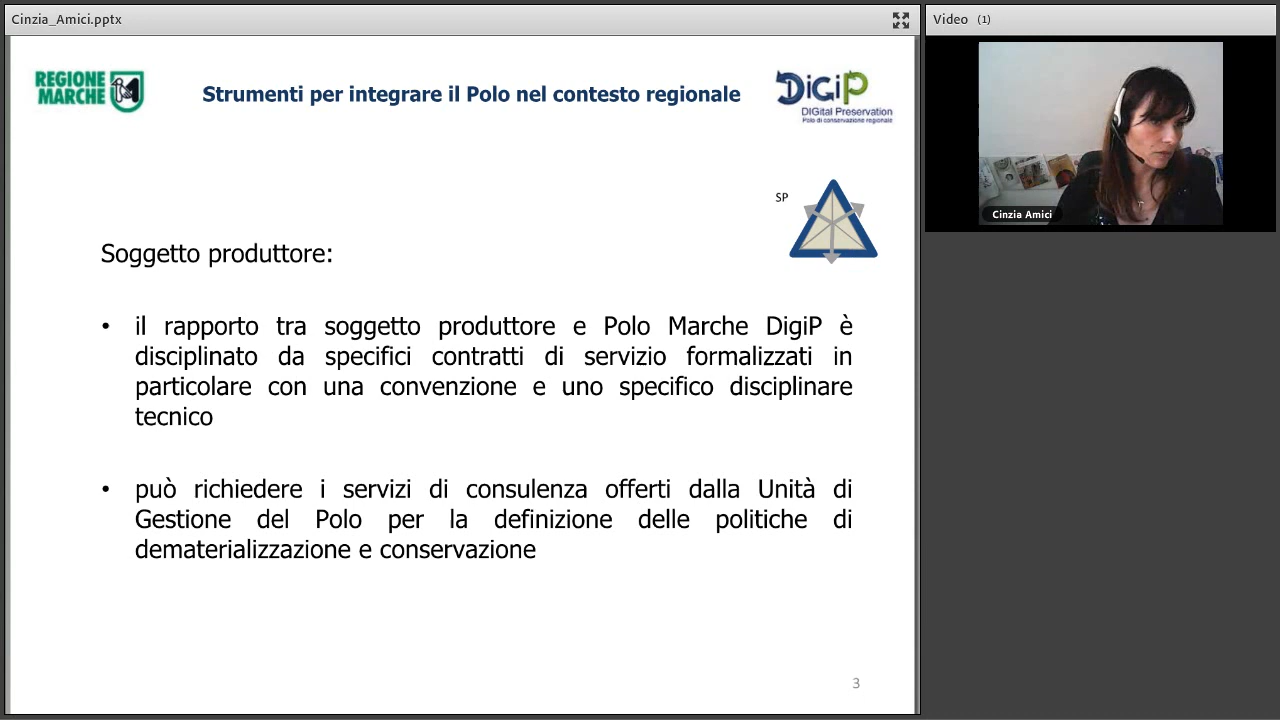 Cinzia_Amici.pptx
Video (1)
REGIONE
MARCHE
Strumenti per integrare il Polo nel contesto regionale
DiGiP
DIGital Preservation
Polo di conservazione regionale
Cinzia Amici
SP
Soggetto produttore:
• il rapporto tra soggetto produttore e Polo Marche DigiP è
disciplinato da specifici contratti di servizio formalizzati in
particolare con una convenzione e uno specifico disciplinare
tecnico
• può richiedere i servizi di consulenza offerti dalla Unità di
Gestione del Polo per la definizione delle politiche di
dematerializzazione e conservazione
3